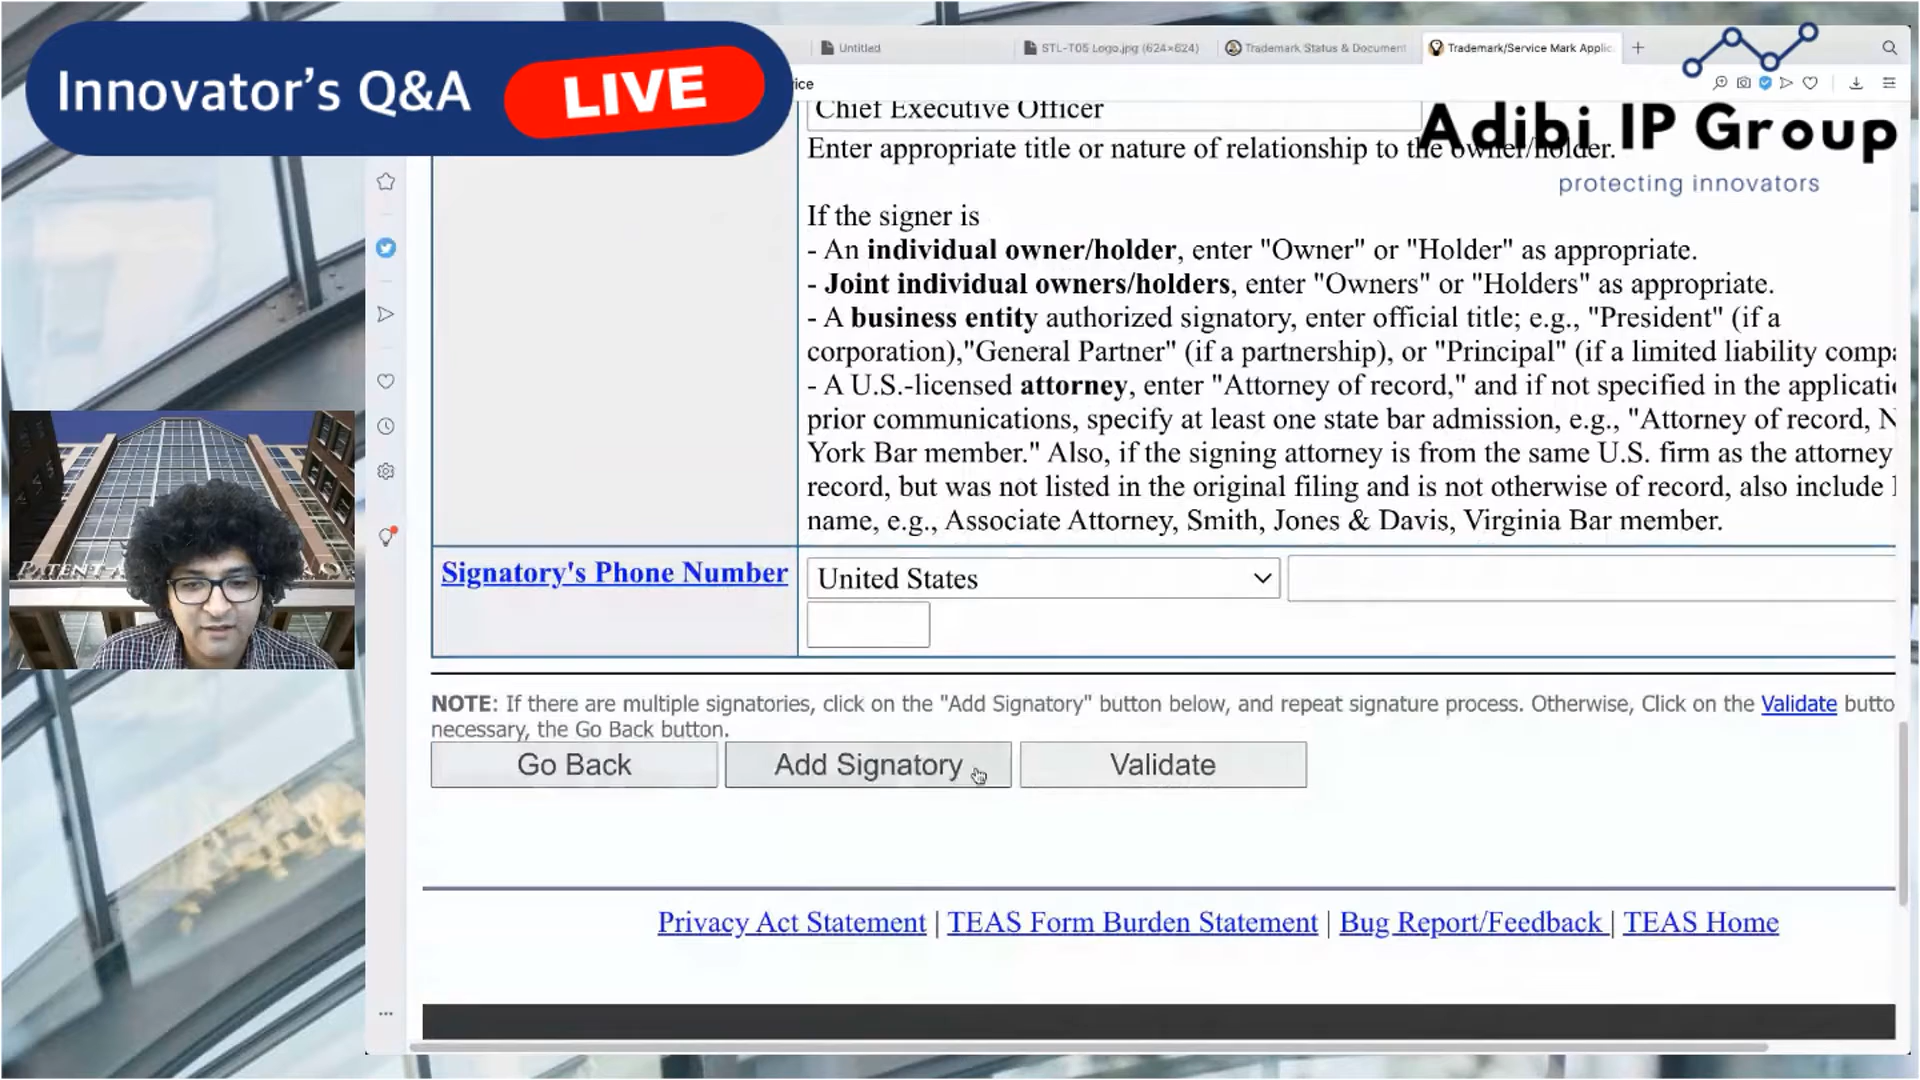 Innovator's Q&A LIVE
Untitled
STL-T05 Logo.jpg (624×624)
Trademark Status & Document
Trademark/Service Mark Applic
Adibi IP Group
protecting innovators
Chief Executive Officer
Enter appropriate title or nature of relationship to the owner/holder.
If the signer is
- An individual owner/holder, enter "Owner" or "Holder" as appropriate.
- Joint individual owners/holders, enter "Owners" or "Holders" as appropriate.
- A business entity authorized signatory, enter official title; e.g., "President" (if a
corporation),"General Partner" (if a partnership), or "Principal" (if a limited liability compa
- A U.S.-licensed attorney, enter "Attorney of record," and if not specified in the applicatio
prior communications, specify at least one state bar admission, e.g., "Attorney of record, N
York Bar member." Also, if the signing attorney is from the same U.S. firm as the attorney
record, but was not listed in the original filing and is not otherwise of record, also include
name, e.g., Associate Attorney, Smith, Jones & Davis, Virginia Bar member.
Signatory's Phone Number
United States
NOTE: If there are multiple signatories, click on the "Add Signatory" button below, and repeat signature process. Otherwise, Click on the Validate butto
necessary, the Go Back button.
Go Back
Add Signatory
Validate
Privacy Act Statement | TEAS Form Burden Statement | Bug Report/Feedback | TEAS Home